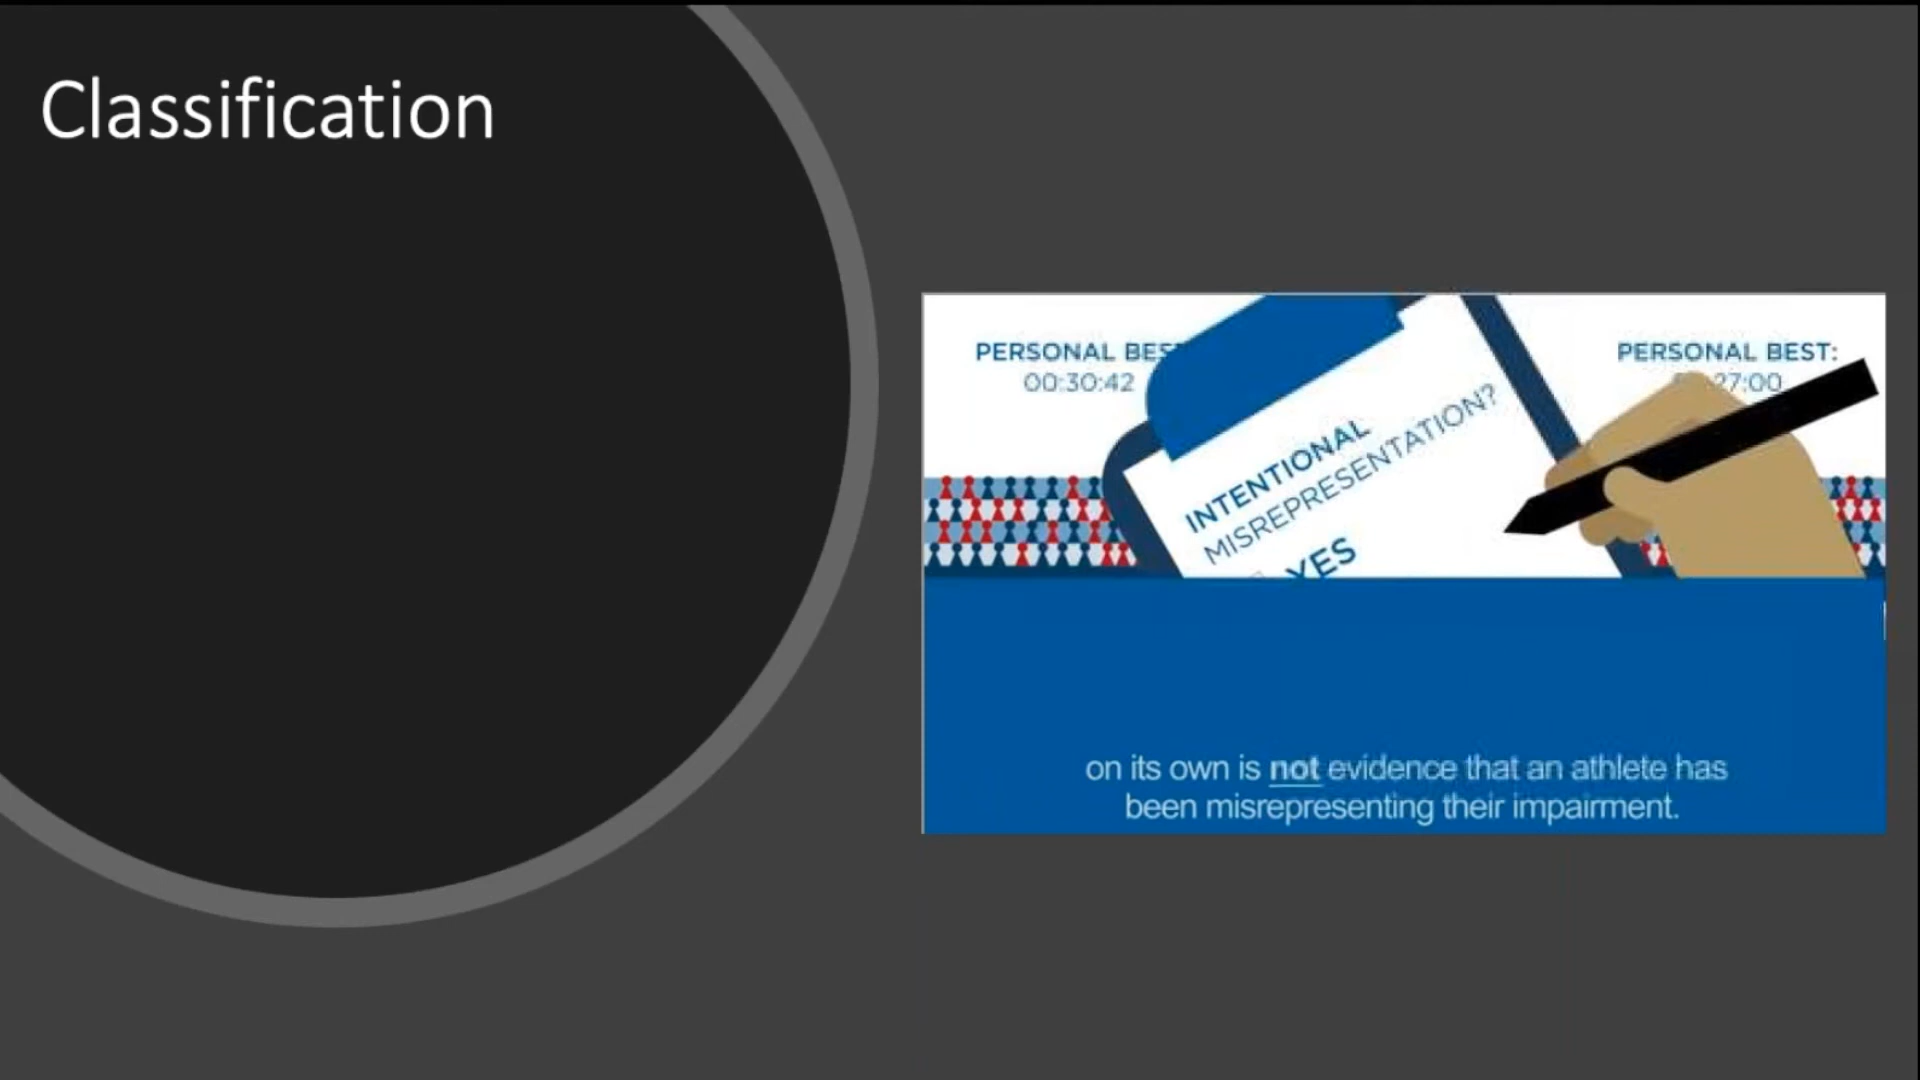 Classification
PERSONAL BEST
00:30:42
PERSONAL BEST:
27:00
INTENTIONAL
MISREPRESENTATION?
YES
on its own is not evidence that an athlete has
been misrepresenting their impairment.